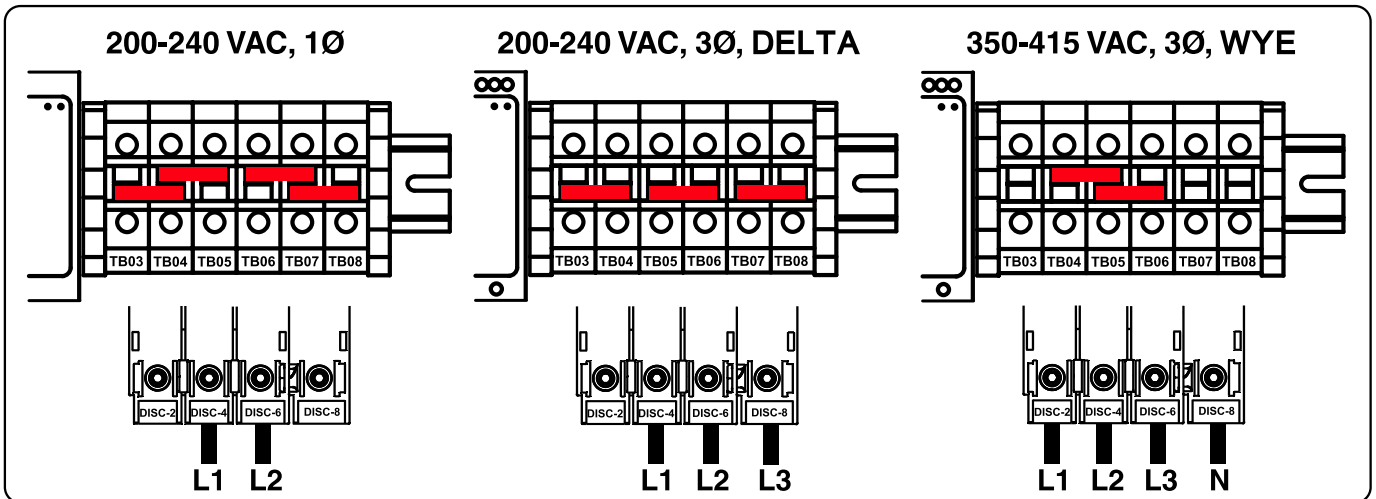 200-240 VAC, 1Ø
TB03 TB04 TB05 TB06 TB07 TB08
DISC-2 DISC-4 DISC-6 DISC-8
L1 L2
200-240 VAC, 3Ø, DELTA
TB03 TB04 TB05 TB06 TB07 TB08
DISC-2 DISC-4 DISC-6 DISC-8
L1 L2 L3
350-415 VAC, 3Ø, WYE
TB03 TB04 TB05 TB06 TB07 TB08
DISC-2 DISC-4 DISC-6 DISC-8
L1 L2 L3 N